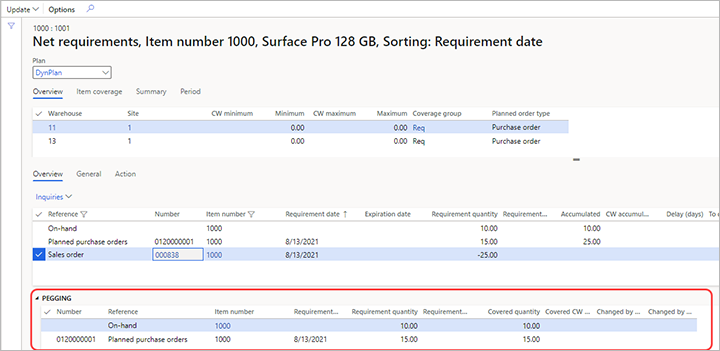 Update Options
1000 : 1001
Net requirements, Item number 1000, Surface Pro 128 GB, Sorting: Requirement date
Plan
DynPlan
Overview Item coverage Summary Period
Warehouse Site CW minimum Minimum CW maximum Maximum Coverage group Planned order type
11 1 0.00 0.00 Req Purchase order
13 1 0.00 0.00 Req Purchase order
Overview General Action
Inquiries
Reference Number Item number Requirement date ↑ Expiration date Requirement quantity Requirement... Accumulated CW accumul... Delay (days) To e
On-hand 1000 10.00 10.00
Planned purchase orders 0120000001 1000 8/13/2021 15.00 25.00
Sales order 000838 1000 8/13/2021 -25.00
PEGGING
Number Reference Item number Requirement... Requirement quantity Requirement... Covered quantity Covered CW ... Changed by ... Changed by ...
On-hand 1000 10.00 10.00
0120000001 Planned purchase orders 1000 8/13/2021 15.00 15.00